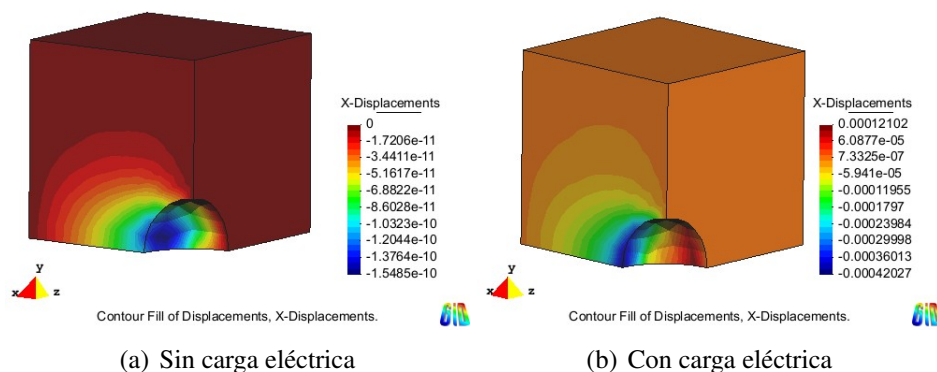 X-Displacements
0
-1.7206e-11
-3.4411e-11
-5.1617e-11
-6.8822e-11
-8.6028e-11
-1.0323e-10
-1.2044e-10
-1.3764e-10
-1.5485e-10
y
x z
Contour Fill of Displacements, X-Displacements.
GiD
(a) Sin carga eléctrica
X-Displacements
0.00012102
6.0877e-05
7.3325e-07
-5.941e-05
-0.00011955
-0.0001797
-0.00023984
-0.00029998
-0.00036013
-0.00042027
y
x z
Contour Fill of Displacements, X-Displacements.
GiD
(b) Con carga eléctrica